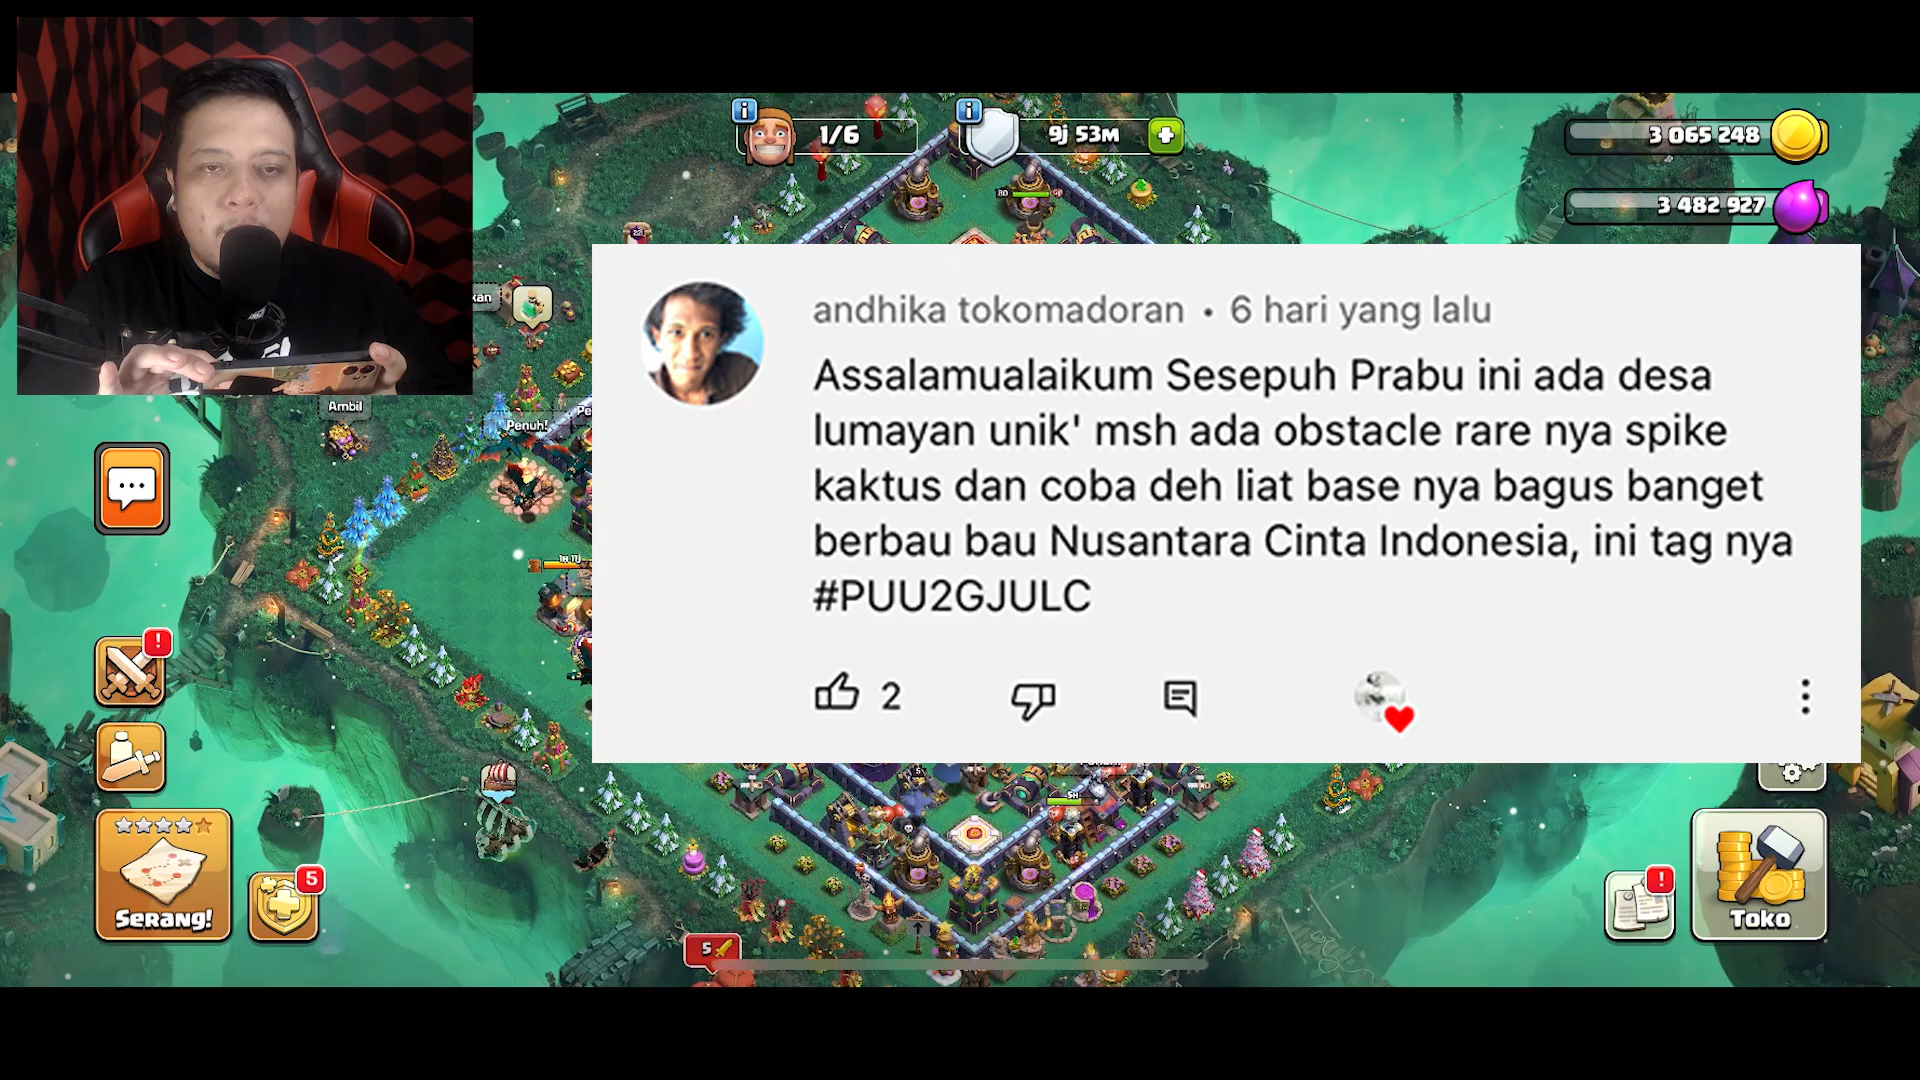 1/6
9j 53m
3 065 248
3 482 927
andhika tokomadoran • 6 hari yang lalu
Assalamualaikum Sesepuh Prabu ini ada desa
lumayan unik' msh ada obstacle rare nya spike
kaktus dan coba deh liat base nya bagus banget
berbau bau Nusantara Cinta Indonesia, ini tag nya
#PUU2GJULC
2
Ambil
Penuh!
Serang!
5
5
Toko